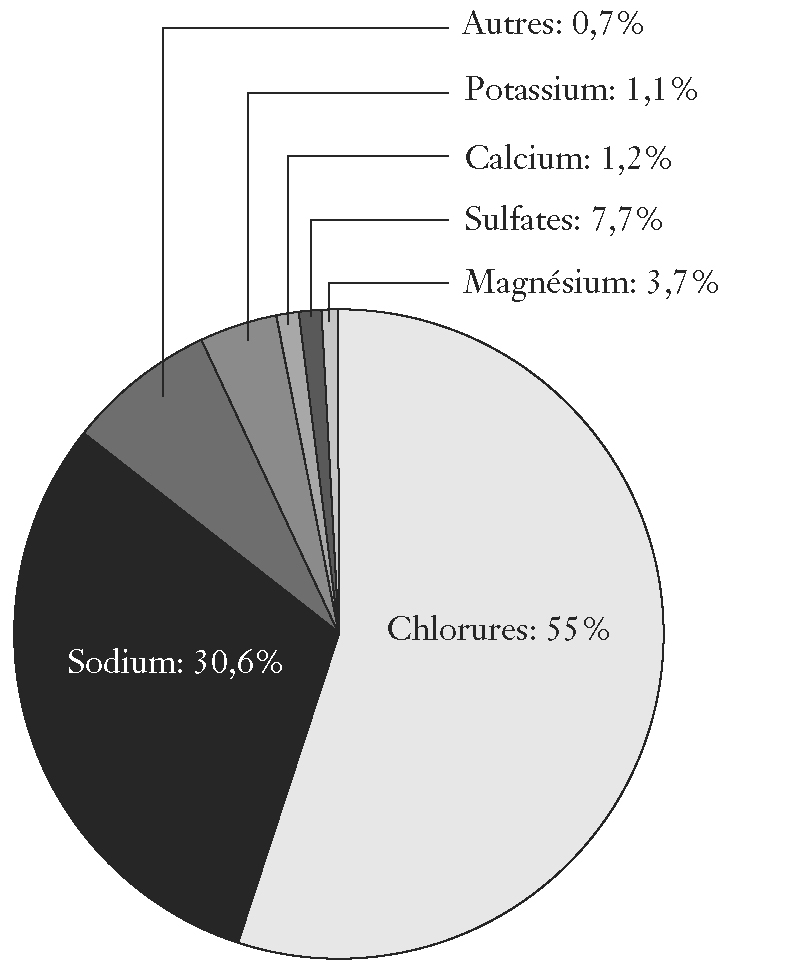 Autres: 0,7%
Potassium: 1,1%
Calcium: 1,2%
Sulfates: 7,7%
Magnésium: 3,7%
Chlorures: 55%
Sodium: 30,6%